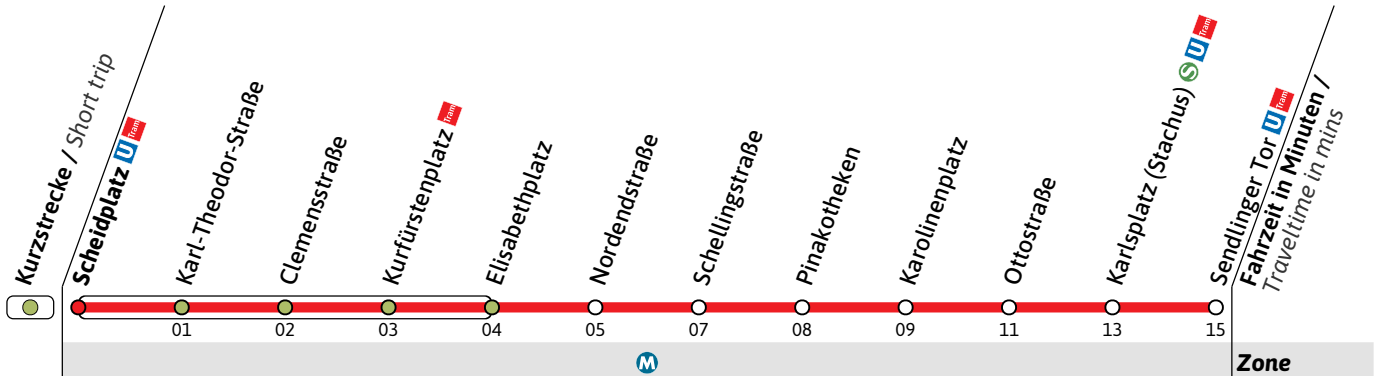 Kurzstrecke / Short trip
Scheidplatz U Tram
Karl-Theodor-Straße
Clemensstraße
Kurfürstenplatz Tram
Elisabethplatz
Nordendstraße
Schellingstraße
Pinakotheken
Karolinenplatz
Ottostraße
Karlsplatz (Stachus) S U Tram
Sendlinger Tor U Tram
Fahrzeit in Minuten /
Traveltime in mins
01 02 03 04 05 07 08 09 11 13 15
M Zone